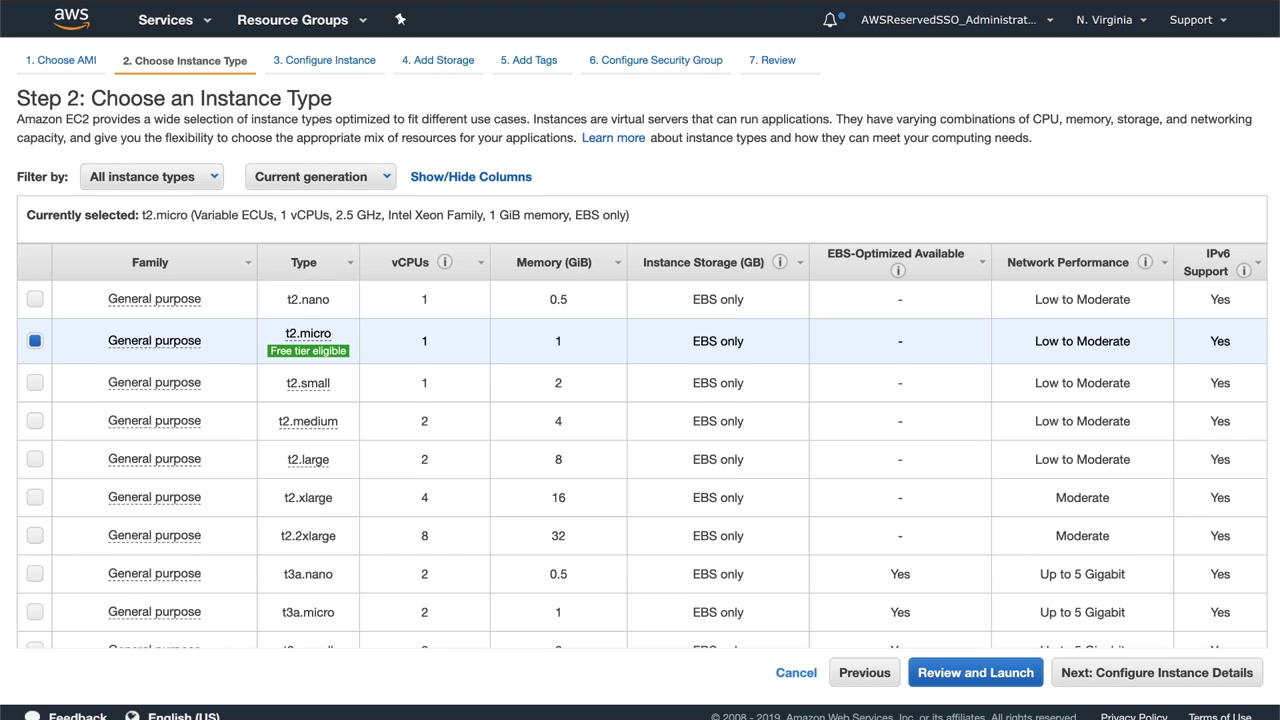 aws Services Resource Groups AWSReservedSSO_Administrat... N. Virginia Support
1. Choose AMI 2. Choose Instance Type 3. Configure Instance 4. Add Storage 5. Add Tags 6. Configure Security Group 7. Review
Step 2: Choose an Instance Type
Amazon EC2 provides a wide selection of instance types optimized to fit different use cases. Instances are virtual servers that can run applications. They have varying combinations of CPU, memory, storage, and networking
capacity, and give you the flexibility to choose the appropriate mix of resources for your applications. Learn more about instance types and how they can meet your computing needs.
Filter by: All instance types Current generation Show/Hide Columns
Currently selected: t2.micro (Variable ECUs, 1 vCPUs, 2.5 GHz, Intel Xeon Family, 1 GiB memory, EBS only)
Family Type vCPUs i Memory (GiB) Instance Storage (GB) i EBS-Optimized Available i Network Performance i IPv6 Support i
General purpose t2.nano 1 0.5 EBS only - Low to Moderate Yes
General purpose t2.micro 1 1 EBS only - Low to Moderate Yes
Free tier eligible
General purpose t2.small 1 2 EBS only - Low to Moderate Yes
General purpose t2.medium 2 4 EBS only - Low to Moderate Yes
General purpose t2.large 2 8 EBS only - Low to Moderate Yes
General purpose t2.xlarge 4 16 EBS only - Moderate Yes
General purpose t2.2xlarge 8 32 EBS only - Moderate Yes
General purpose t3a.nano 2 0.5 EBS only Yes Up to 5 Gigabit Yes
General purpose t3a.micro 2 1 EBS only Yes Up to 5 Gigabit Yes
Cancel Previous Review and Launch Next: Configure Instance Details
Feedback English (US) © 2008 - 2019, Amazon Web Services, Inc. or its affiliates. All rights reserved. Privacy Policy Terms of Use